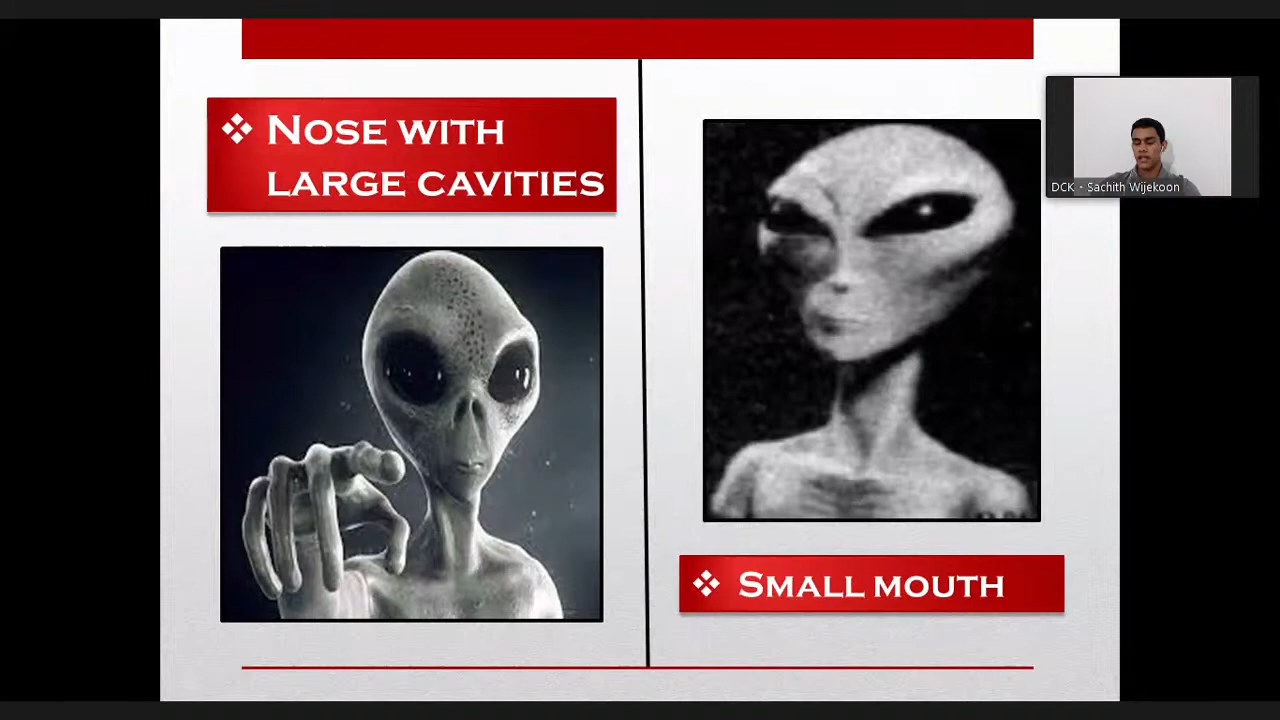 ❖ NOSE WITH
LARGE CAVITIES
❖ SMALL MOUTH
DCK - Sachith Wijekoon